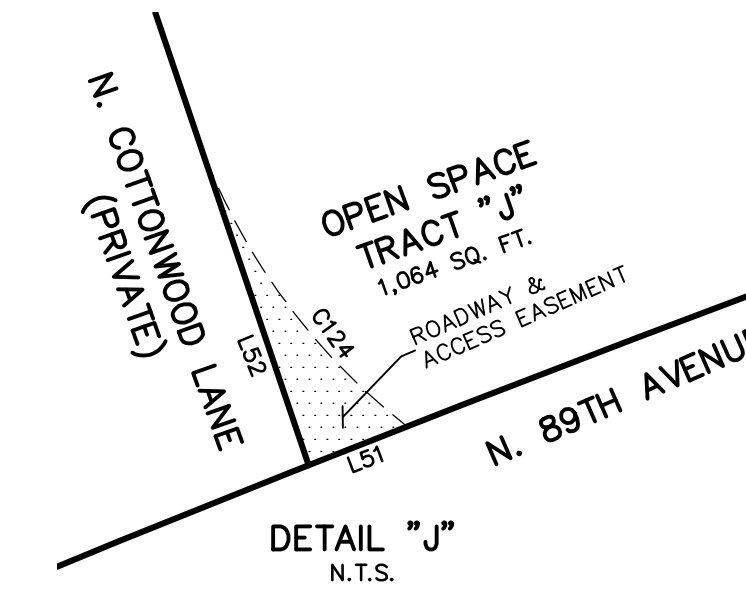 N. COTTONWOOD LANE
(PRIVATE)
OPEN SPACE
TRACT "J"
1,064 SQ. FT.
ROADWAY &
ACCESS EASEMENT
C124
L52
L51
N. 89TH AVENU
DETAIL "J"
N.T.S.